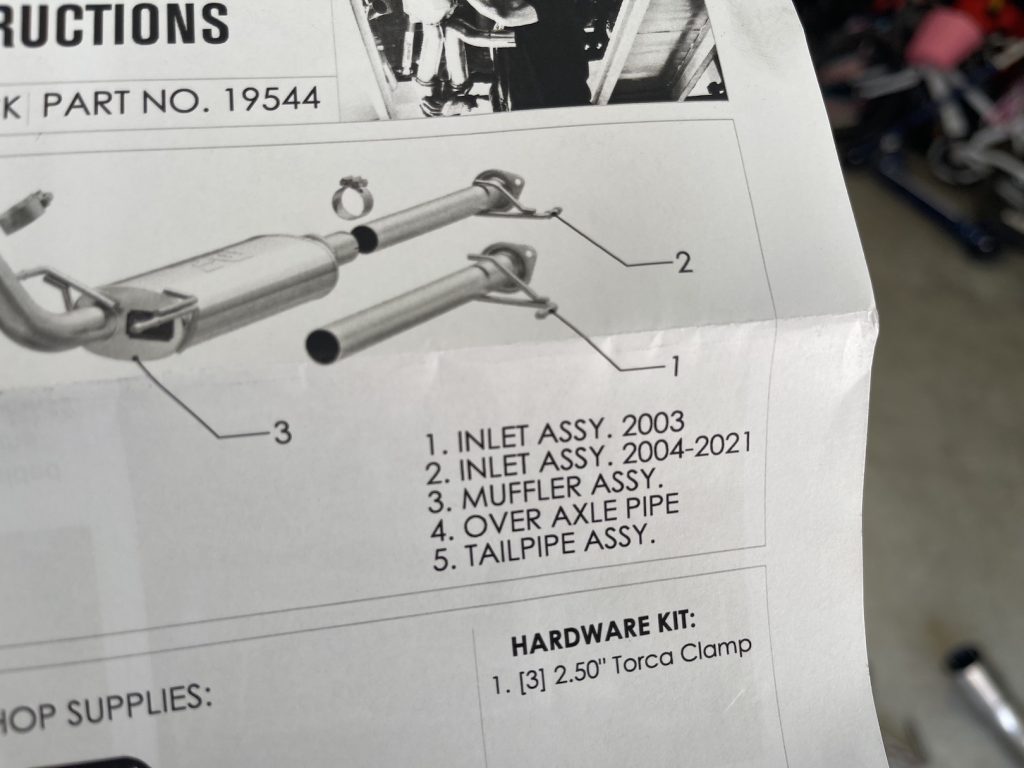 RUCTIONS
K PART NO. 19544
2
1
3
1. INLET ASSY. 2003
2. INLET ASSY. 2004-2021
3. MUFFLER ASSY.
4. OVER AXLE PIPE
5. TAILPIPE ASSY.
HARDWARE KIT:
1. [3] 2.50" Torca Clamp
HOP SUPPLIES: